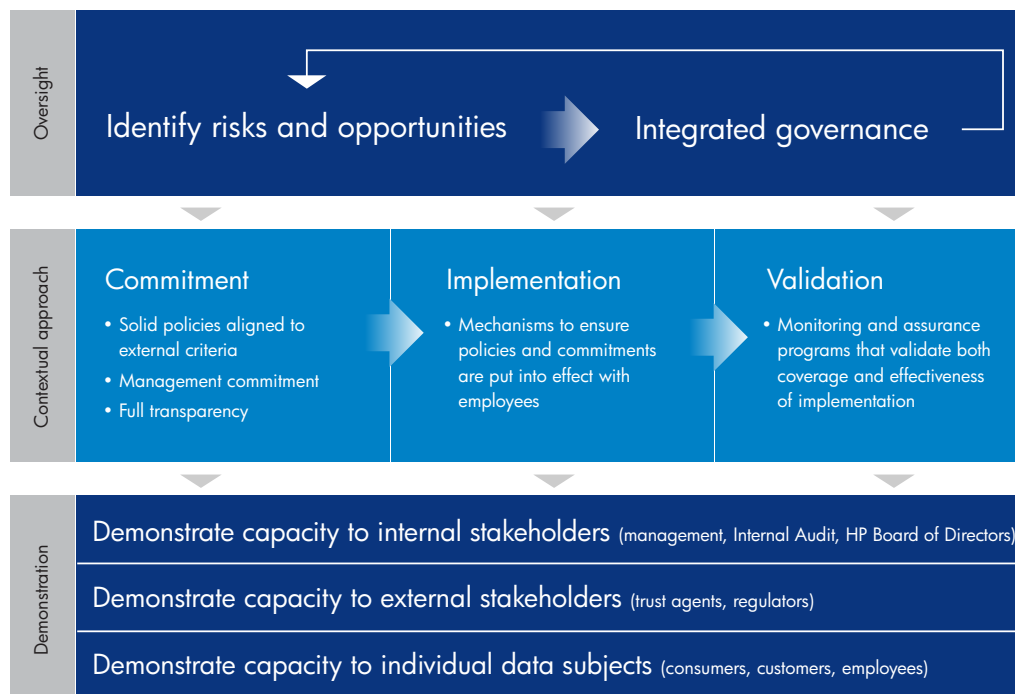 Oversight
Identify risks and opportunities
Integrated governance
Contextual approach
Commitment
• Solid policies aligned to
external criteria
• Management commitment
• Full transparency
Implementation
• Mechanisms to ensure
policies and commitments
are put into effect with
employees
Validation
• Monitoring and assurance
programs that validate both
coverage and effectiveness
of implementation
Demonstration
Demonstrate capacity to internal stakeholders (management, Internal Audit, HP Board of Directors)
Demonstrate capacity to external stakeholders (trust agents, regulators)
Demonstrate capacity to individual data subjects (consumers, customers, employees)